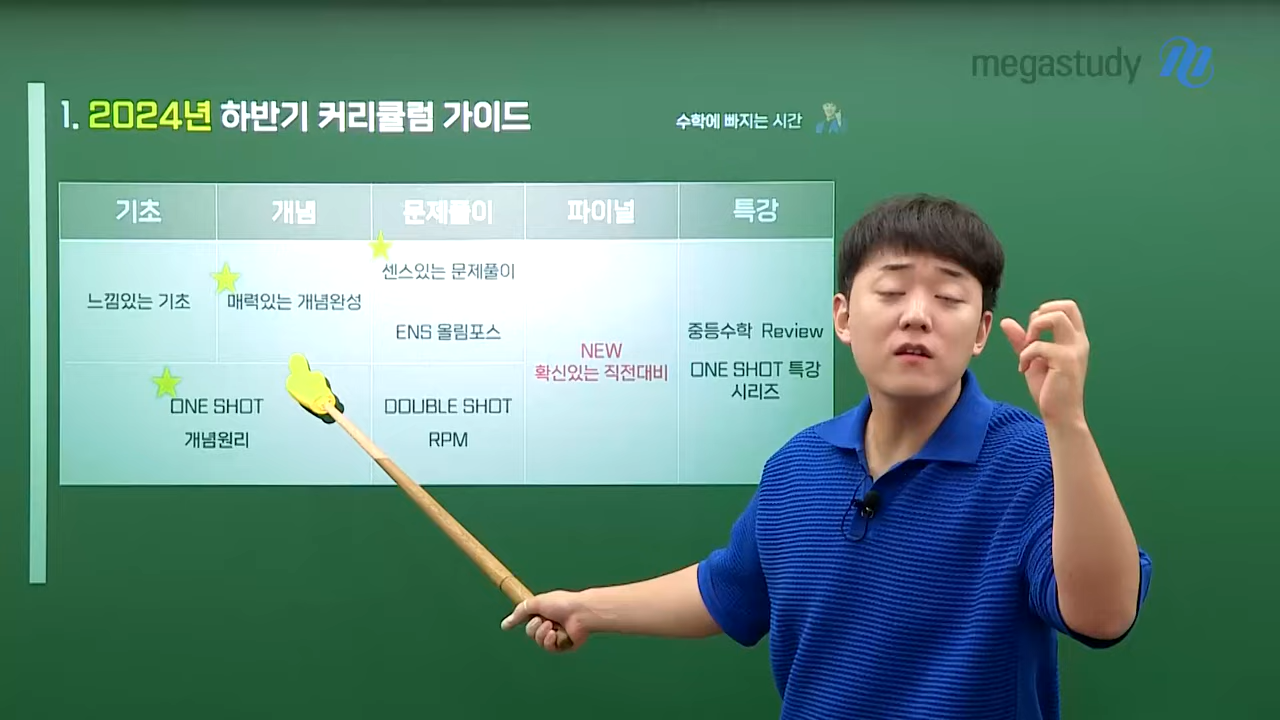 megastudy
1. 2024년 하반기 커리큘럼 가이드
수학에 빠지는 시간
기초
개념
문제풀이
파이널
특강
느낌있는 기초
매력있는 개념완성
센스있는 문제풀이
ENS 올림포스
NEW
확신있는 직전대비
중등수학 Review
ONE SHOT 특강
시리즈
ONE SHOT
개념원리
DOUBLE SHOT
RPM